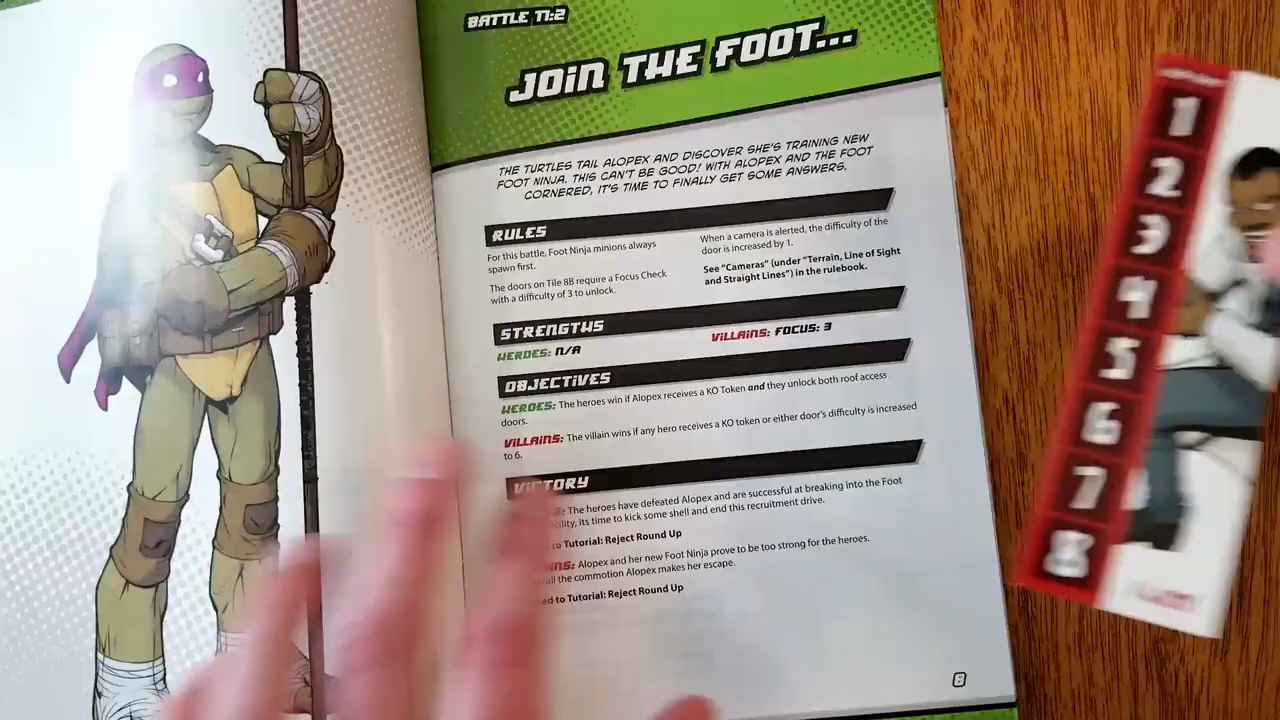 BATTLE T1:2
JOIN THE FOOT...
THE TURTLES TAIL ALOPEX AND DISCOVER SHE'S TRAINING NEW
FOOT NINJA. THIS CAN'T BE GOOD! WITH ALOPEX AND THE FOOT
CORNERED, IT'S TIME TO FINALLY GET SOME ANSWERS.
RULES
For this battle, Foot Ninja minions always
spawn first.
The doors on Tile 8B require a Focus Check
with a difficulty of 3 to unlock.
When a camera is alerted, the difficulty of the
door is increased by 1.
See “Cameras” (under “Terrain, Line of Sight
and Straight Lines”) in the rulebook.
STRENGTHS
HEROES: N/A
VILLAINS: FOCUS: 3
OBJECTIVES
HEROES: The heroes win if Alopex receives a KO Token and they unlock both roof access
doors.
VILLAINS: The villain wins if any hero receives a KO token or either door's difficulty is increased
to 6.
VICTORY
The heroes have defeated Alopex and are successful at breaking into the Foot
its time to kick some shell and end this recruitment drive.
to Tutorial: Reject Round Up
Alopex and her new Foot Ninja prove to be too strong for the heroes.
all the commotion Alopex makes her escape.
to Tutorial: Reject Round Up
8
1
2
3
4
5
6
7
8